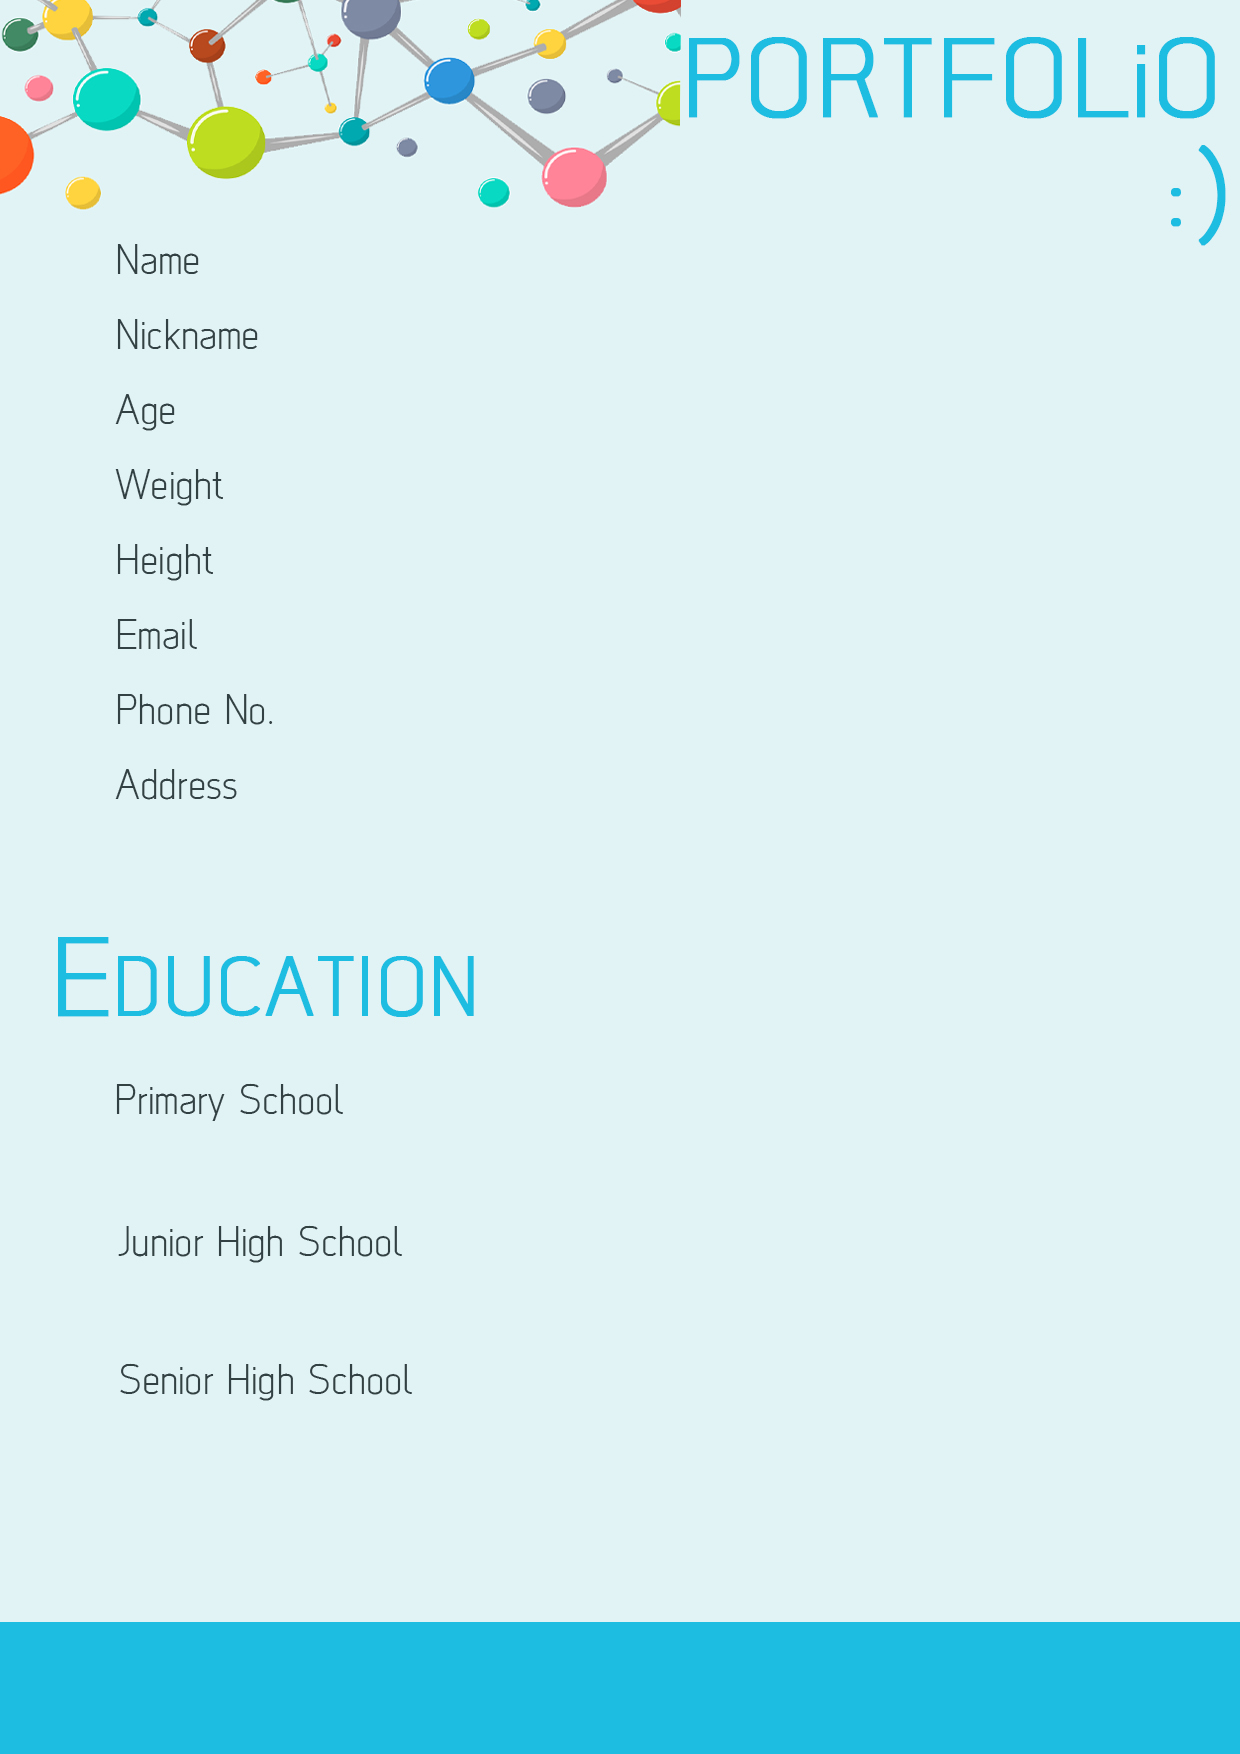 PORTFOLiO
:)
Name
Nickname
Age
Weight
Height
Email
Phone No.
Address
EDUCATION
Primary School
Junior High School
Senior High School